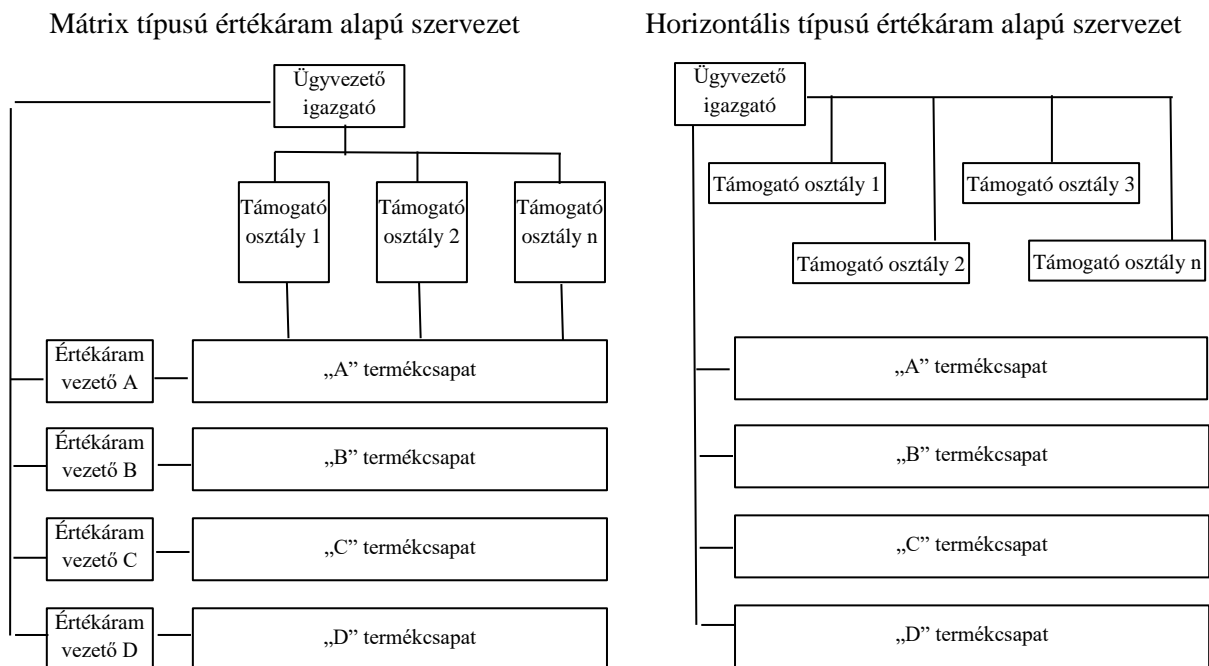 Mátrix típusú értékáram alapú szervezet
Ügyvezető
igazgató
Támogató
osztály 1
Támogató
osztály 2
Támogató
osztály n
Értékáram
vezető A
„A” termékcsapat
Értékáram
vezető B
„B” termékcsapat
Értékáram
vezető C
„C” termékcsapat
Értékáram
vezető D
„D” termékcsapat
Horizontális típusú értékáram alapú szervezet
Ügyvezető
igazgató
Támogató osztály 1
Támogató osztály 3
Támogató osztály 2
Támogató osztály n
„A” termékcsapat
„B” termékcsapat
„C” termékcsapat
„D” termékcsapat